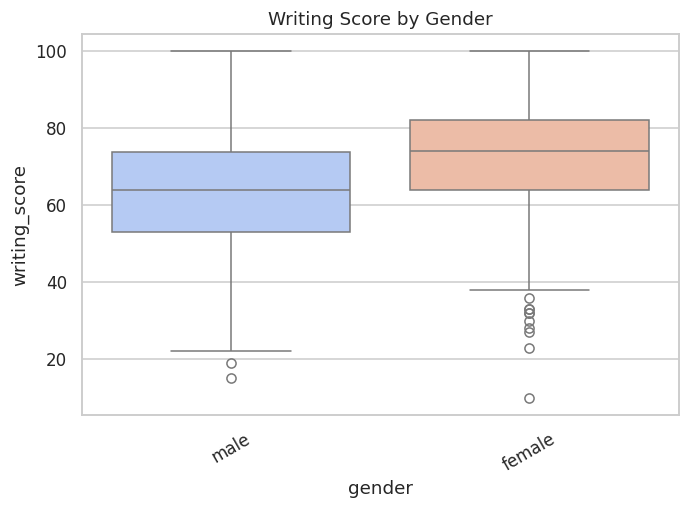 Writing Score by Gender
100
80
60
40
20
writing_score
male
female
gender